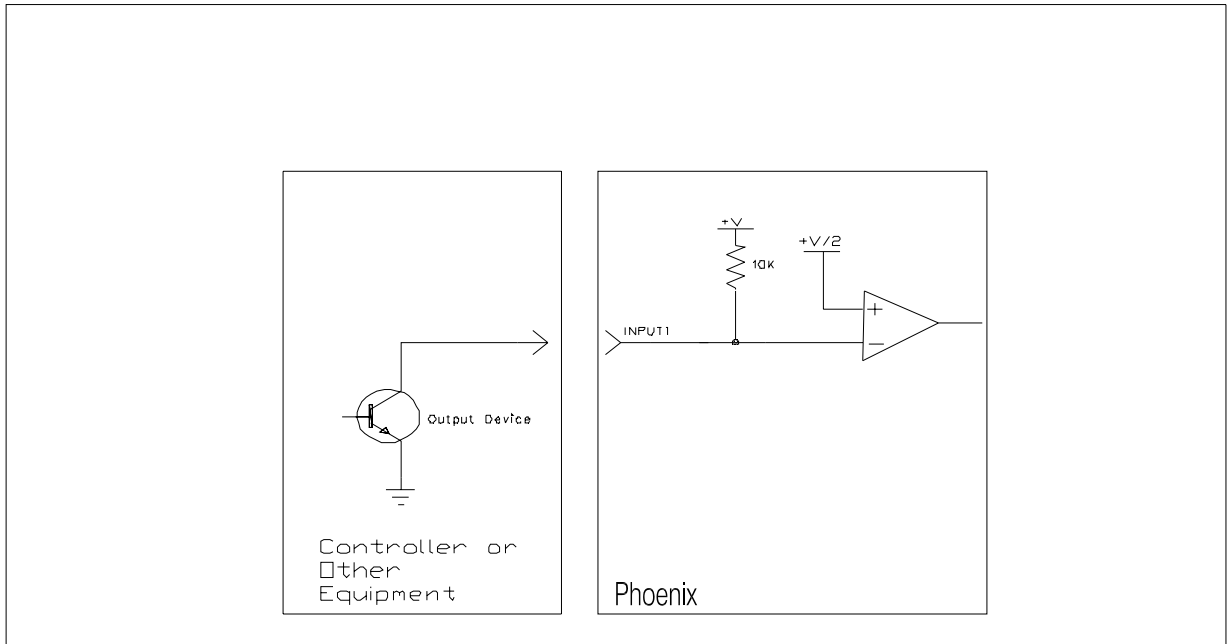 +V
+V/2
10K
+
INPUT1
−
Output Device
Controller or
Other
Equipment
Phoenix